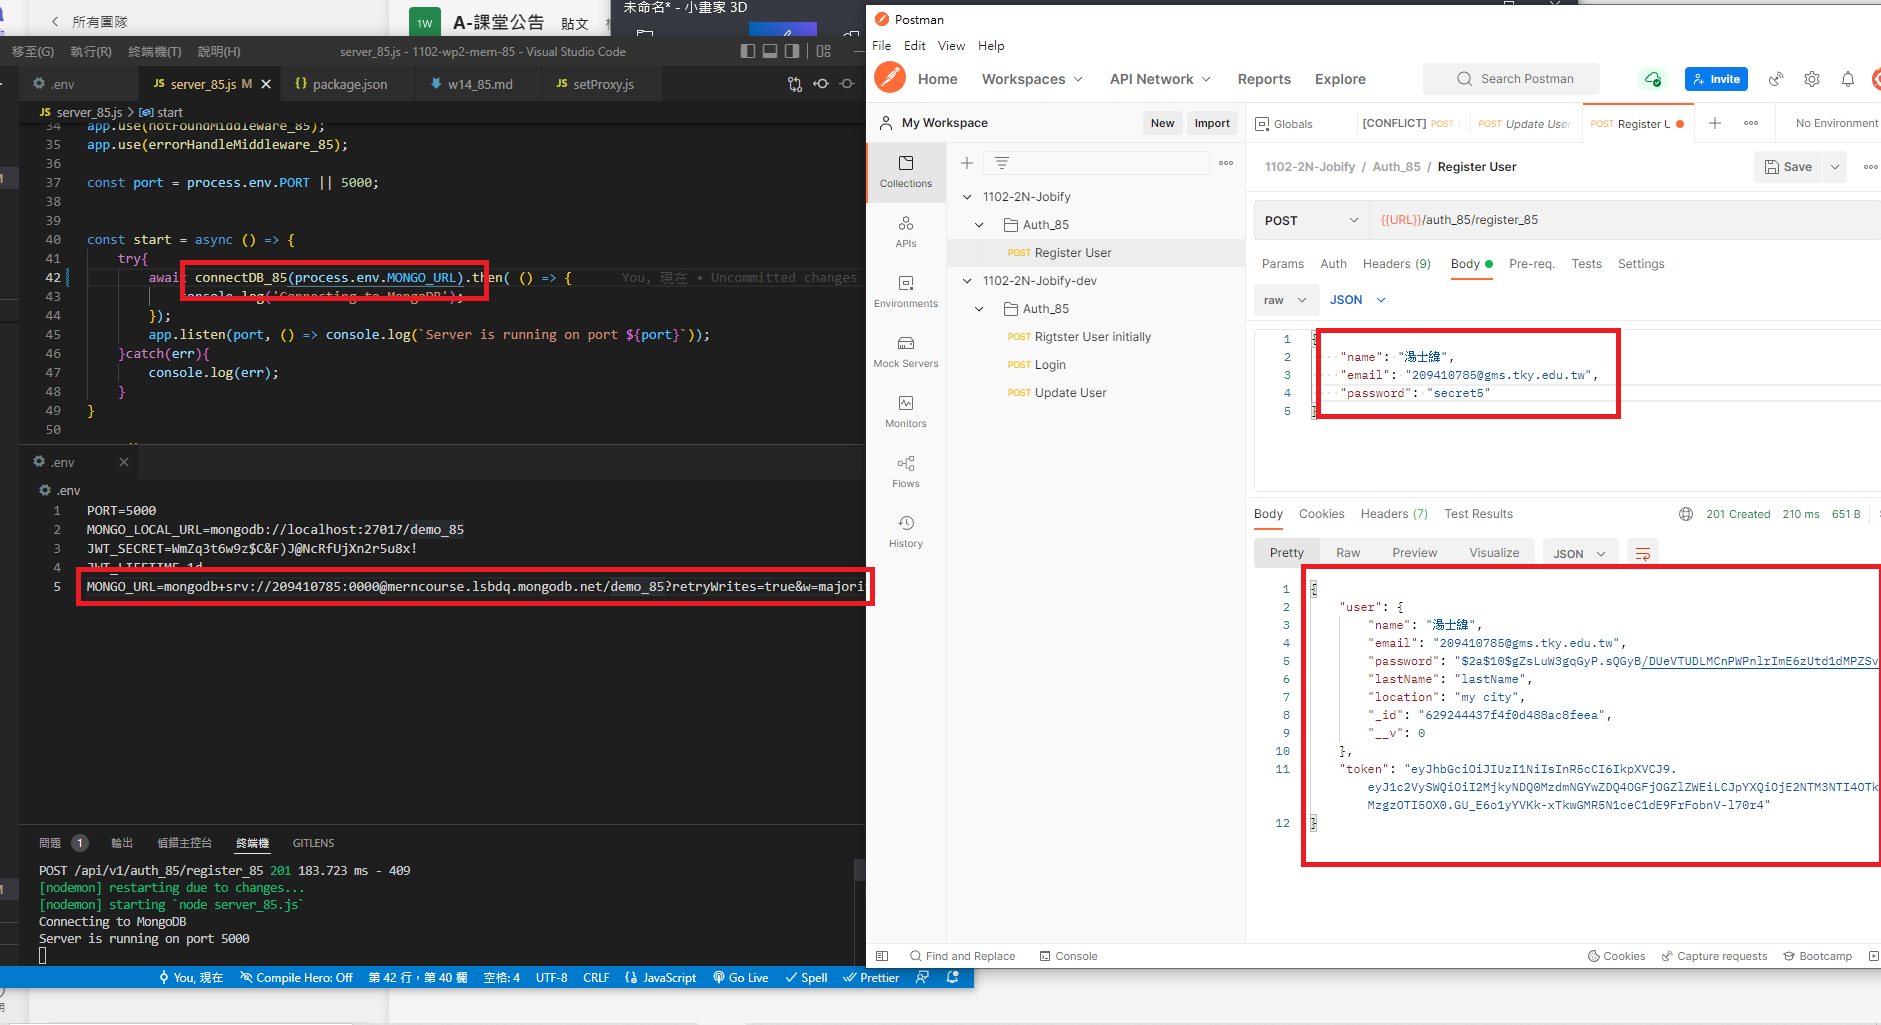 所有團隊
1W A-課堂公告 貼文
未命名* - 小畫家 3D
移至(G) 執行(R) 終端機(T) 說明(H) server_85.js - 1102-wp2-mem-85 - Visual Studio Code
.env server_85.js M package.json w14_85.md setProxy.js
server_85.js > start
34 app.use(notFoundMiddleware_85);
35 app.use(errorHandleMiddleware_85);
36
37 const port = process.env.PORT || 5000;
38
39
40 const start = async () => {
41 try{
42 await connectDB_85(process.env.MONGO_URL).then( () => { You, 現在 • Uncommitted changes
43 console.log('Connecting to MongoDB');
44 });
45 app.listen(port, () => console.log(`Server is running on port ${port}`));
46 }catch(err){
47 console.log(err);
48 }
49 }
50
.env
.env
1 PORT=5000
2 MONGO_LOCAL_URL=mongodb://localhost:27017/demo_85
3 JWT_SECRET=WmZq3t6w9z$C&F)J@NcRfUjXn2r5u8x!
4 JWT_LIFETIME=1d
5 MONGO_URL=mongodb+srv://209410785:0000@merncourse.lsbdq.mongodb.net/demo_85?retryWrites=true&w=majori
問題 1 輸出 偵錯主控台 終端機 GITLENS
POST /api/v1/auth_85/register_85 201 183.723 ms - 409
[nodemon] restarting due to changes...
[nodemon] starting `node server_85.js`
Connecting to MongoDB
Server is running on port 5000
You, 現在 Compile Hero: Off 第 42 行，第 40 欄 空格: 4 UTF-8 CRLF JavaScript Go Live Spell Prettier
Postman
File Edit View Help
Home Workspaces API Network Reports Explore Search Postman Invite
My Workspace New Import
Globals [CONFLICT] POST POST Update User POST Register U No Environment
Collections
APIs
Environments
Mock Servers
Monitors
Flows
History
1102-2N-Jobify
Auth_85
POST Register User
1102-2N-Jobify-dev
Auth_85
POST Rigtster User initially
POST Login
POST Update User
1102-2N-Jobify / Auth_85 / Register User Save
POST {{URL}}/auth_85/register_85
Params Auth Headers (9) Body Pre-req. Tests Settings
raw JSON
1 {
2 "name": "湯士緯",
3 "email": "209410785@gms.tky.edu.tw",
4 "password": "secret5"
5 }
Body Cookies Headers (7) Test Results 201 Created 210 ms 651 B
Pretty Raw Preview Visualize JSON
1 {
2 "user": {
3 "name": "湯士緯",
4 "email": "209410785@gms.tky.edu.tw",
5 "password": "$2a$10$gZsLuW3gqGyP.sQGyB/DUeVTUDLMCnPWPnlrImE6zUtd1dMPZSv
6 "lastName": "lastName",
7 "location": "my city",
8 "_id": "629244437f4f0d488ac8feea",
9 "__v": 0
10 },
11 "token": "eyJhbGciOiJIUzI1NiIsInR5cCI6IkpXVCJ9.
eyJ1c2VySWQiOiI2MjkyNDQ0MzdmNGYwZDQ4OGFjOGZlZWEiLCJpYXQiOjE2NTM3NTI4OTk
MzgzOTI5OX0.GU_E6o1yYVKk-xTkwGMR5N1ceC1dE9FrFobnV-l70r4"
12 }
Find and Replace Console Cookies Capture requests Bootcamp